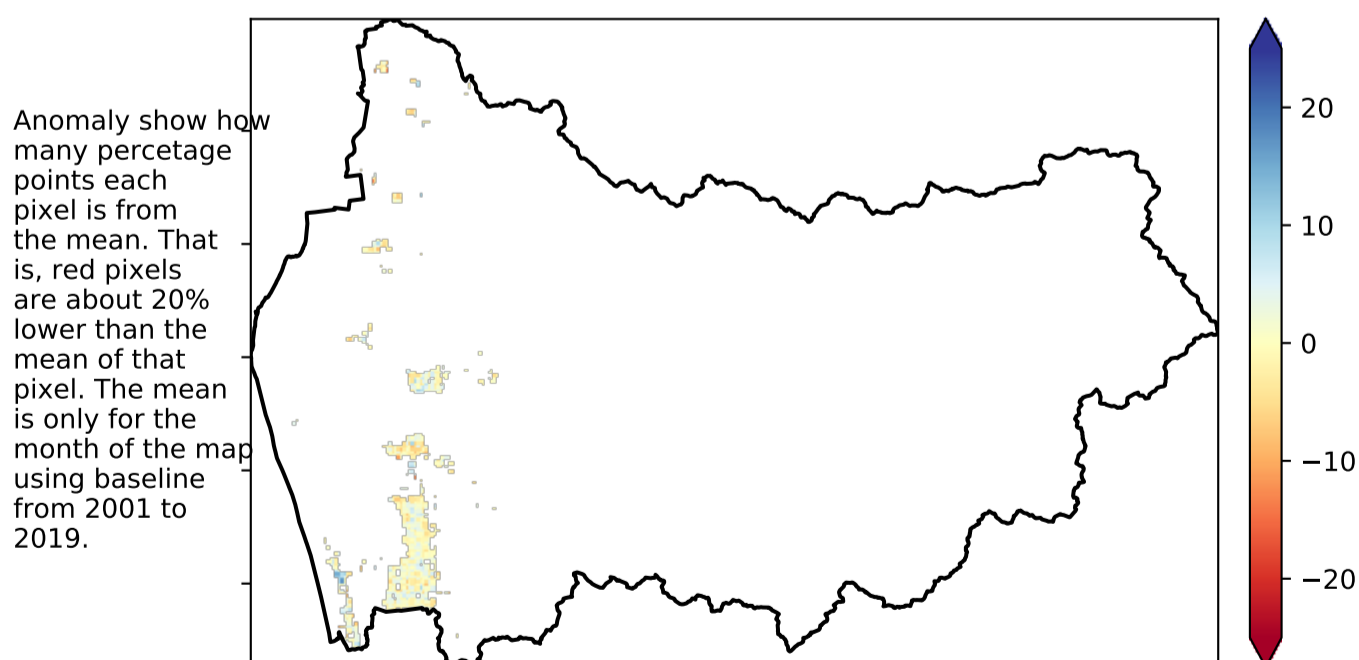 Anomaly show how
many percetage
points each
pixel is from
the mean. That
is, red pixels
are about 20%
lower than the
mean of that
pixel. The mean
is only for the
month of the map
using baseline
from 2001 to
2019.
20
10
0
−10
−20